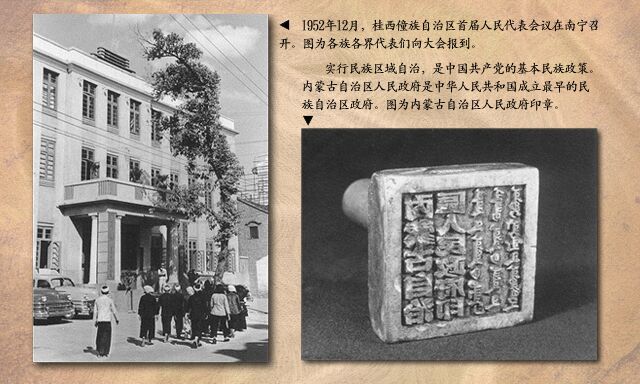 ◀ 1952年12月，桂西僮族自治区首届人民代表会议在南宁召
开。图为各族各界代表们向大会报到。
实行民族区域自治，是中国共产党的基本民族政策。
内蒙古自治区人民政府是中华人民共和国成立最早的民
族自治区政府。图为内蒙古自治区人民政府印章。
▼
内蒙古自治
區人民政府印